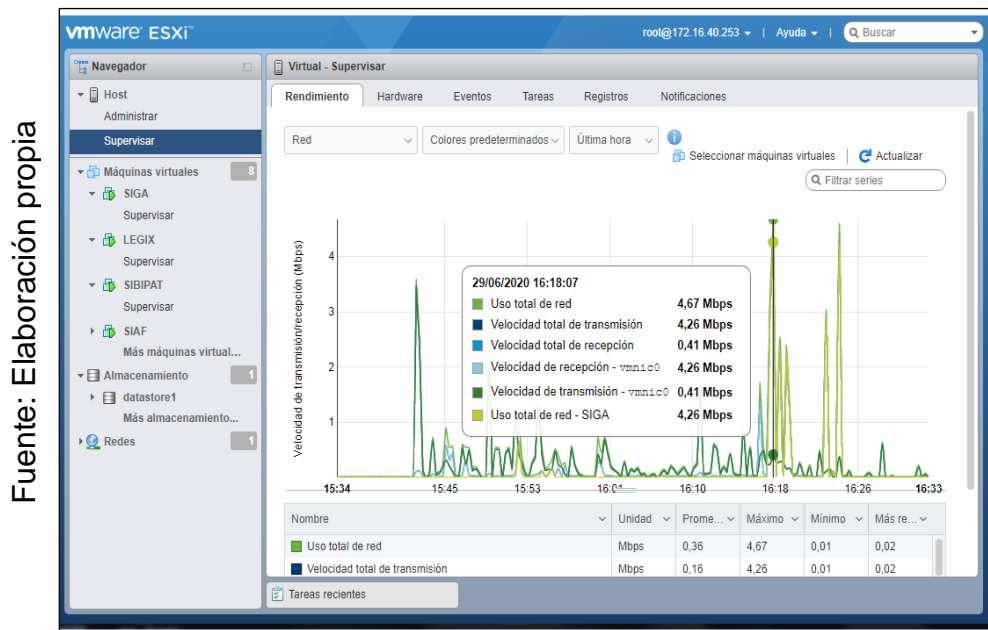 Fuente: Elaboración propia
vmware ESXi™
root@172.16.40.253 | Ayuda | Buscar
Navegador
Host
Administrar
Supervisar
Máquinas virtuales 8
SIGA
Supervisar
LEGIX
Supervisar
SIBIPAT
Supervisar
SIAF
Más máquinas virtual...
Almacenamiento 1
datastore1
Más almacenamiento...
Redes 1
Virtual - Supervisar
Rendimiento Hardware Eventos Tareas Registros Notificaciones
Red Colores predeterminados Última hora
Seleccionar máquinas virtuales | Actualizar
Filtrar series
Velocidad de transmisión/recepción (Mbps)
4
3
2
1
29/06/2020 16:18:07
Uso total de red 4,67 Mbps
Velocidad total de transmisión 4,26 Mbps
Velocidad total de recepción 0,41 Mbps
Velocidad de recepción - vmnic0 4,26 Mbps
Velocidad de transmisión - vmnic0 0,41 Mbps
Uso total de red - SIGA 4,26 Mbps
15:34 15:45 15:53 16:01 16:10 16:18 16:26 16:33
Nombre Unidad Prome... Máximo Mínimo Más re...
Uso total de red Mbps 0,36 4,67 0,01 0,02
Velocidad total de transmisión Mbps 0,16 4,26 0,01 0,02
Tareas recientes